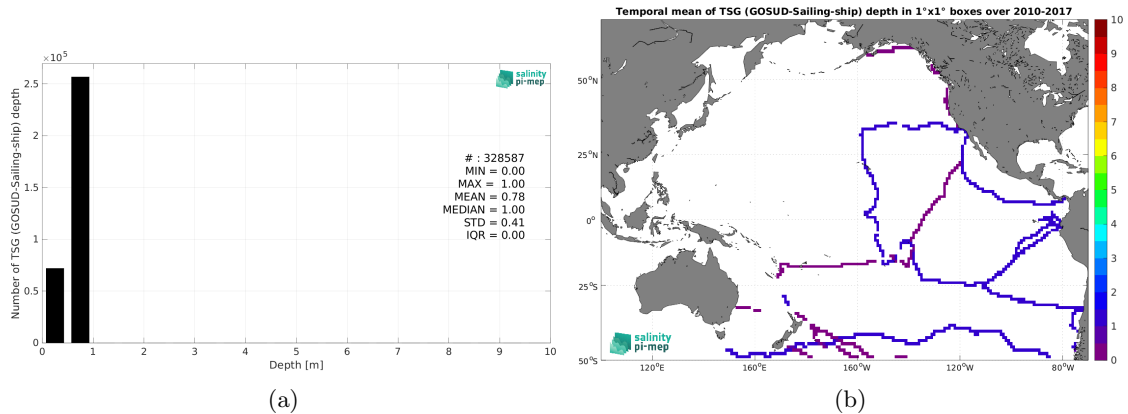 ×10⁵
2.5
2
1.5
1
0.5
0
Number of TSG (GOSUD-Sailing-ship) depth
salinity
pi-mep
# : 328587
MIN = 0.00
MAX = 1.00
MEAN = 0.78
MEDIAN = 1.00
STD = 0.41
IQR = 0.00
0 1 2 3 4 5 6 7 8 9 10
Depth [m]
(a)
Temporal mean of TSG (GOSUD-Sailing-ship) depth in 1°x1° boxes over 2010-2017
50°N
25°N
0°
25°S
50°S
salinity
pi-mep
120°E 160°E 160°W 120°W 80°W
10
9
8
7
6
5
4
3
2
1
0
(b)